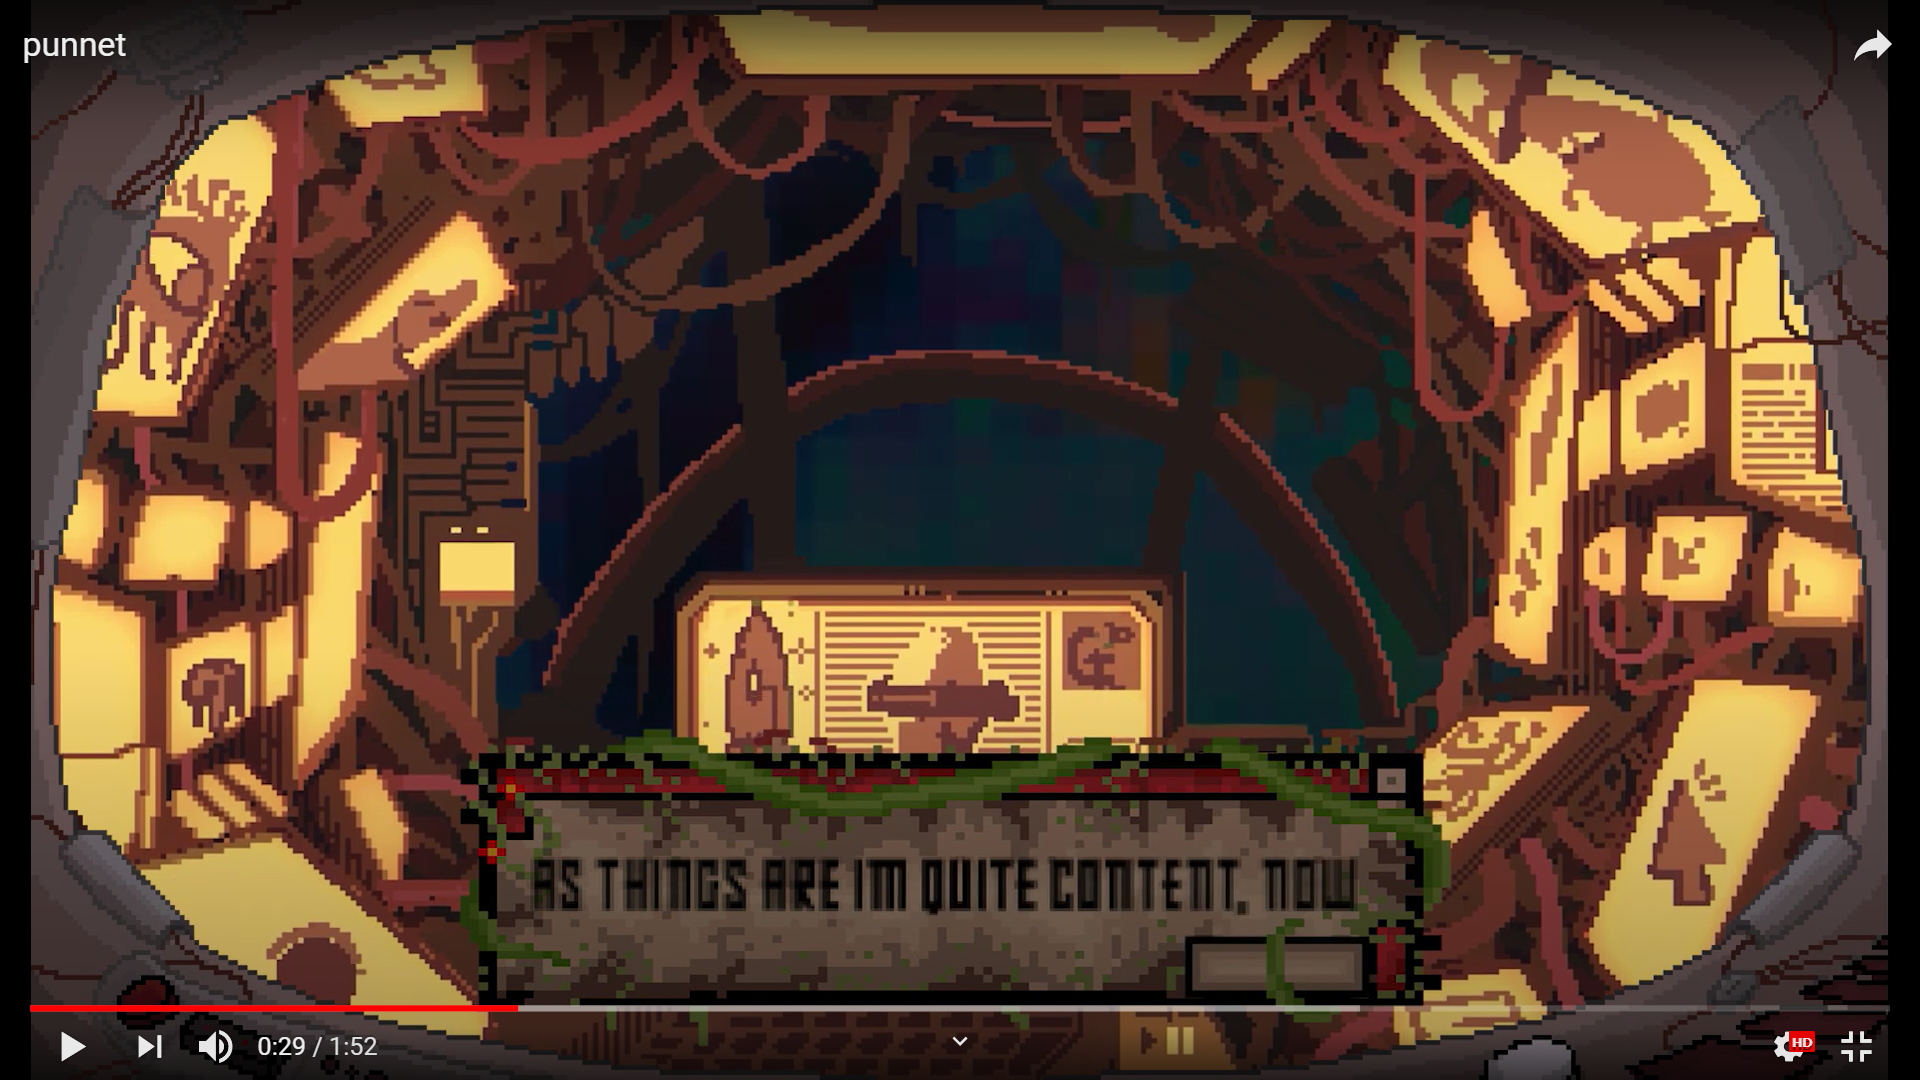 punnet
AS THINGS ARE IM QUITE CONTENT. NOW
0:29 / 1:52
HD